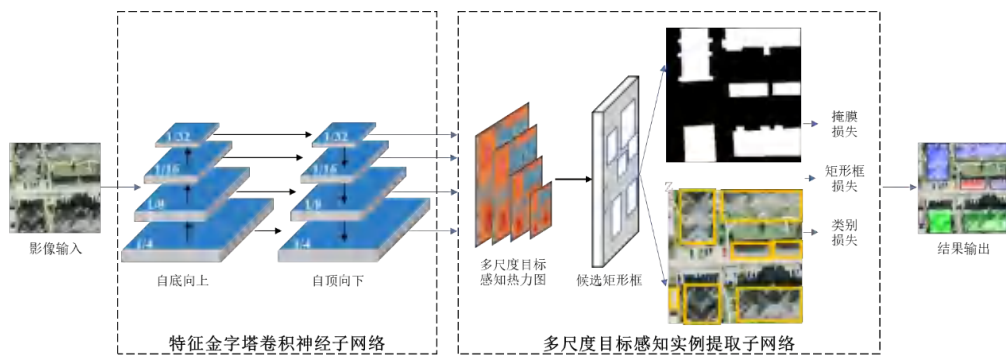 影像输入
1/32
1/16
1/8
1/4
自底向上
1/32
1/16
1/8
1/4
自顶向下
特征金字塔卷积神经子网络
多尺度目标
感知热力图
候选矩形框
掩膜
损失
矩形框
损失
类别
损失
多尺度目标感知实例提取子网络
结果输出